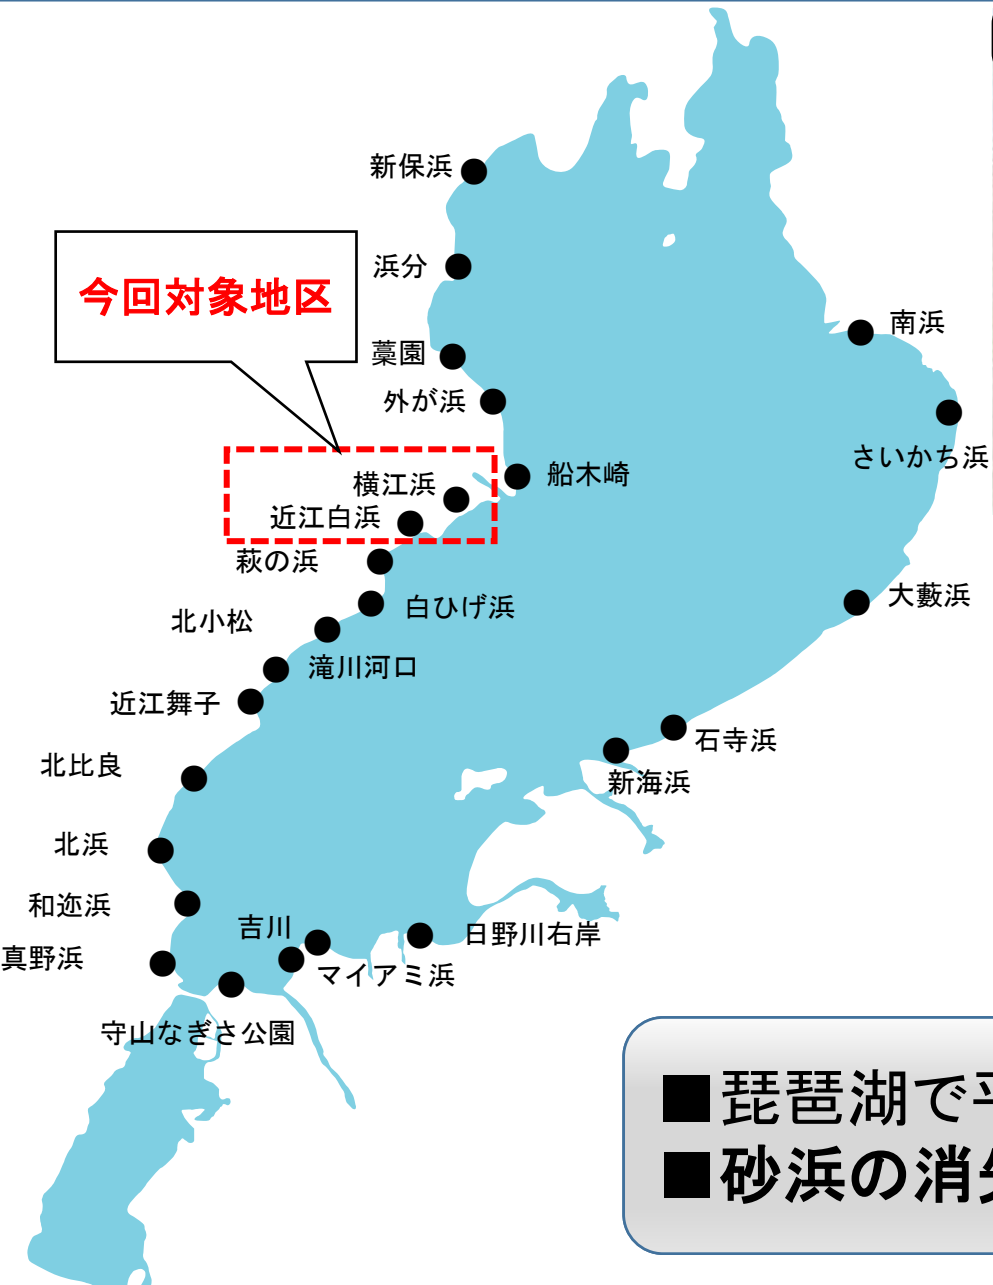 新保浜
浜分
今回対象地区
南浜
藁園
外が浜
さいかち浜
船木崎
横江浜
近江白浜
萩の浜
大藪浜
白ひげ浜
北小松
滝川河口
近江舞子
石寺浜
北比良
新海浜
北浜
和迩浜
吉川
日野川右岸
真野浜
マイアミ浜
守山なぎさ公園
■琵琶湖で
■砂浜の消